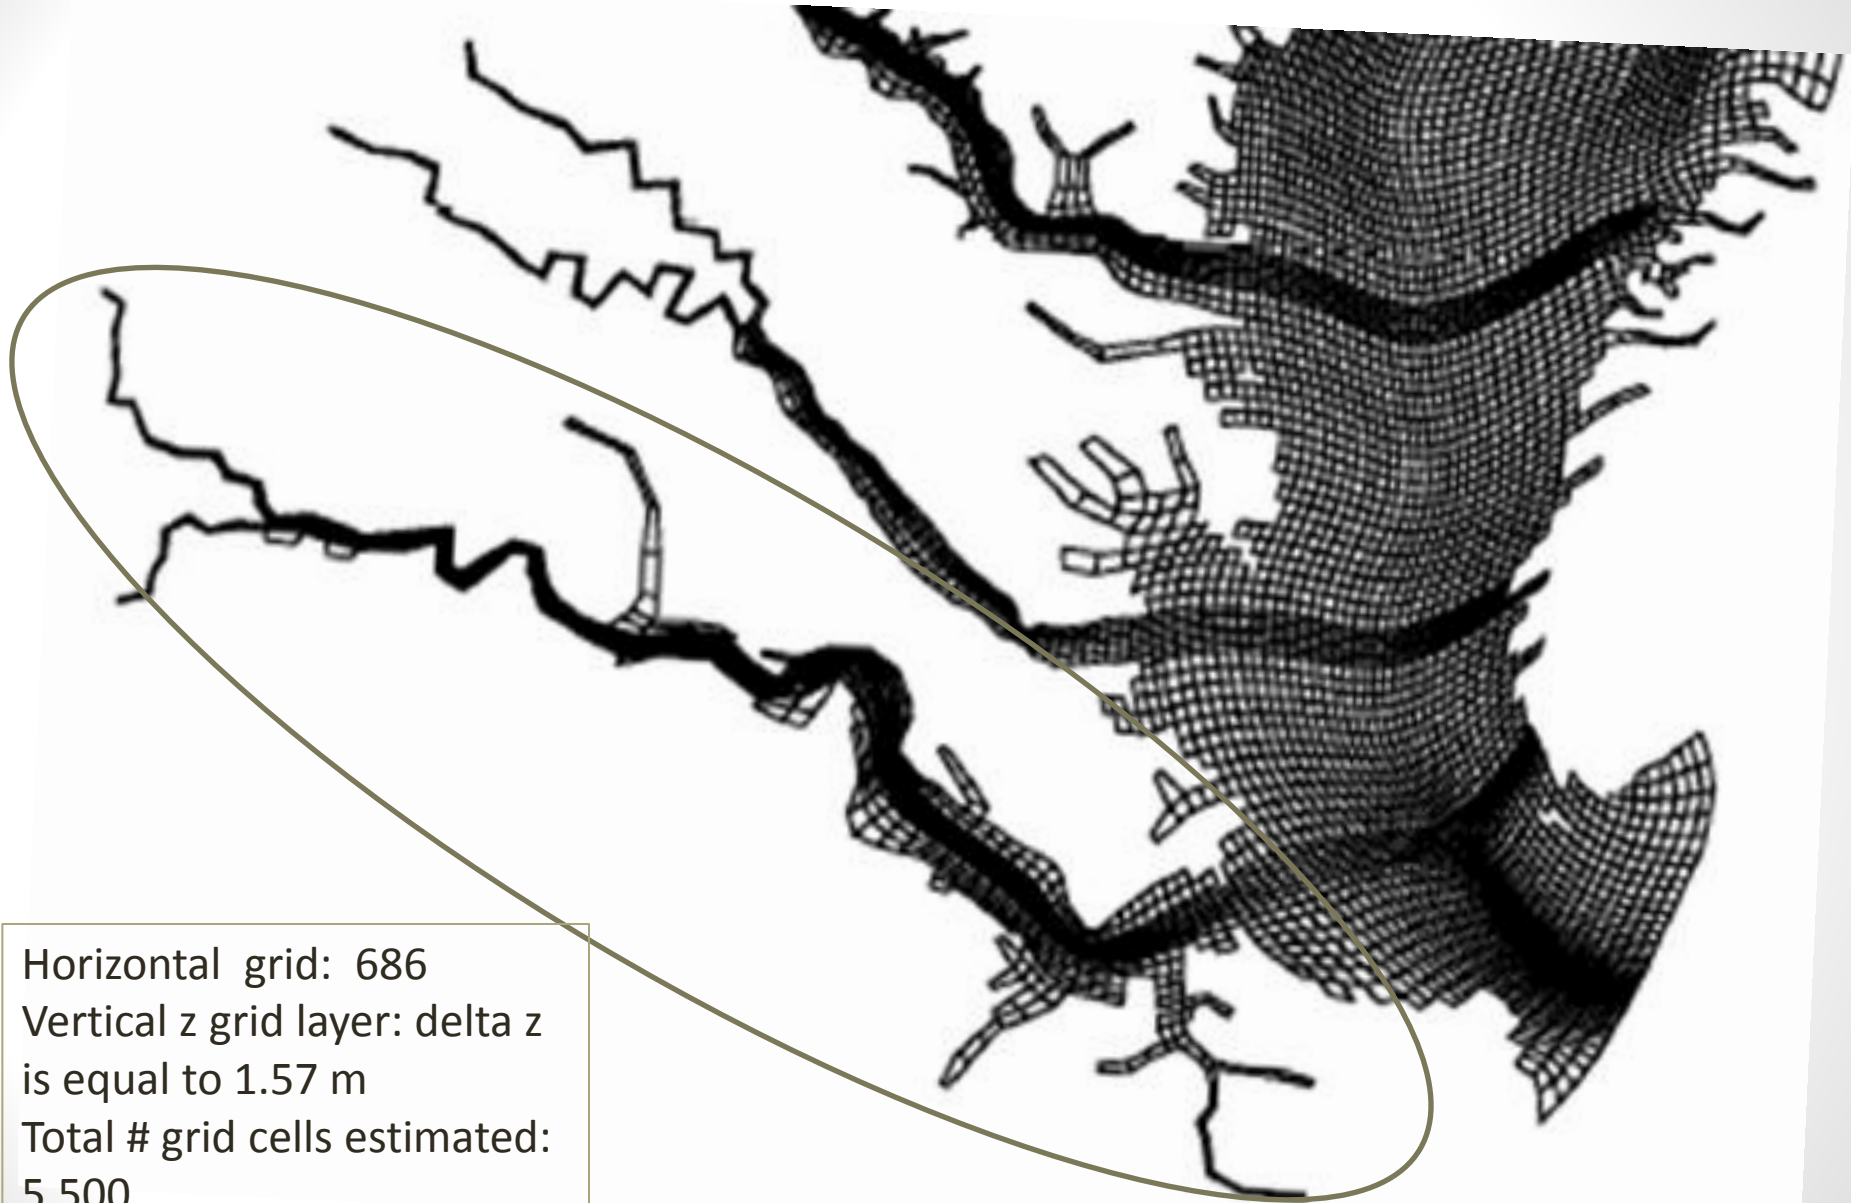 Horizontal grid: 686
Vertical z grid layer: delta z
is equal to 1.57 m
Total # grid cells estimated:
5,500